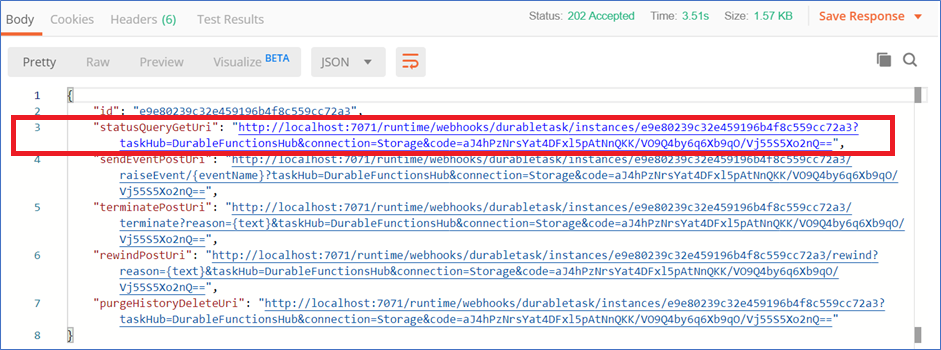 Body Cookies Headers (6) Test Results Status: 202 Accepted Time: 3.51s Size: 1.57 KB Save Response
Pretty Raw Preview Visualize BETA JSON
1 {
2 "id": "e9e80239c32e459196b4f8c559cc72a3",
3 "statusQueryGetUri": "http://localhost:7071/runtime/webhooks/durabletask/instances/e9e80239c32e459196b4f8c559cc72a3?
taskHub=DurableFunctionsHub&connection=Storage&code=aJ4hPzNrsYat4DFxl5pAtNnQKK/VO9Q4by6q6Xb9qO/Vj55S5Xo2nQ==",
4 "sendEventPostUri": "http://localhost:7071/runtime/webhooks/durabletask/instances/e9e80239c32e459196b4f8c559cc72a3/
raiseEvent/{eventName}?taskHub=DurableFunctionsHub&connection=Storage&code=aJ4hPzNrsYat4DFxl5pAtNnQKK/VO9Q4by6q6Xb9qO/
Vj55S5Xo2nQ==",
5 "terminatePostUri": "http://localhost:7071/runtime/webhooks/durabletask/instances/e9e80239c32e459196b4f8c559cc72a3/
terminate?reason={text}&taskHub=DurableFunctionsHub&connection=Storage&code=aJ4hPzNrsYat4DFxl5pAtNnQKK/VO9Q4by6q6Xb9qO/
Vj55S5Xo2nQ==",
6 "rewindPostUri": "http://localhost:7071/runtime/webhooks/durabletask/instances/e9e80239c32e459196b4f8c559cc72a3/rewind?
reason={text}&taskHub=DurableFunctionsHub&connection=Storage&code=aJ4hPzNrsYat4DFxl5pAtNnQKK/VO9Q4by6q6Xb9qO/
Vj55S5Xo2nQ==",
7 "purgeHistoryDeleteUri": "http://localhost:7071/runtime/webhooks/durabletask/instances/e9e80239c32e459196b4f8c559cc72a3?
taskHub=DurableFunctionsHub&connection=Storage&code=aJ4hPzNrsYat4DFxl5pAtNnQKK/VO9Q4by6q6Xb9qO/Vj55S5Xo2nQ=="
8 }